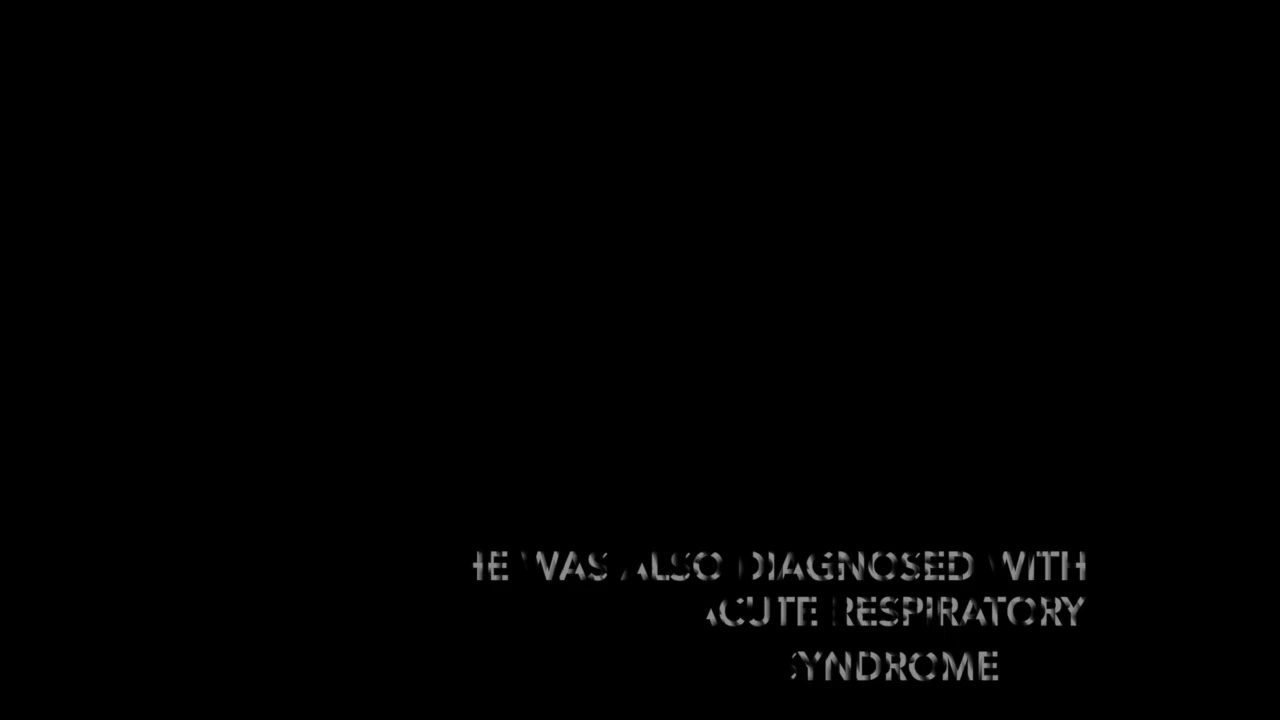 HE WAS ALSO DIAGNOSED WITH
ACUTE RESPIRATORY
SYNDROME